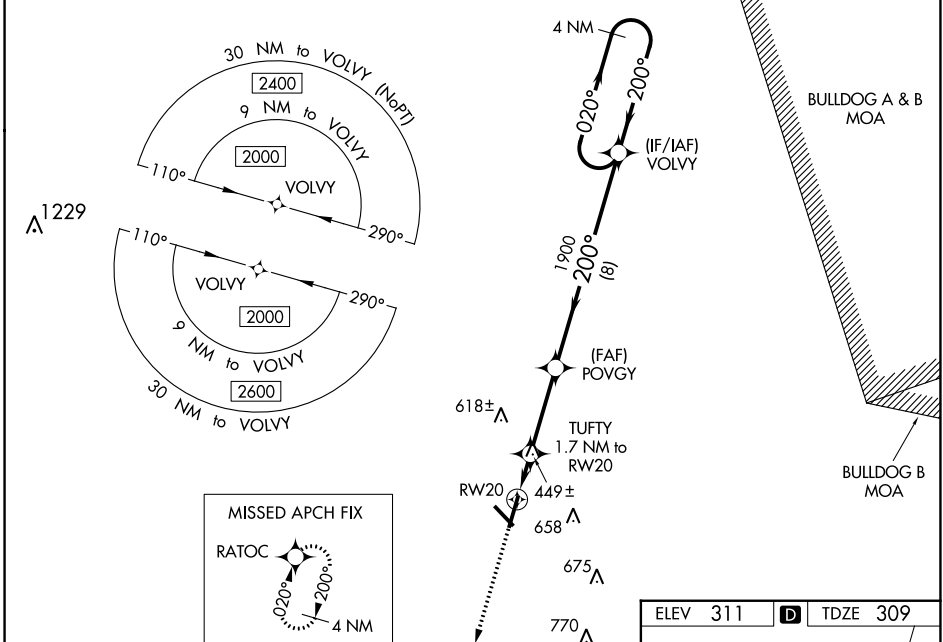 30 NM to VOLVY (NoPT)
2400
9 NM to VOLVY
2000
110°
VOLVY
290°
1229
110°
VOLVY
290°
2000
9 NM to VOLVY
2600
30 NM to VOLVY
4 NM
020°
200°
(IF/IAF)
VOLVY
1900
200°
(8)
(FAF)
POVGY
618±
TUFTY
1.7 NM to
RW20
RW20
449±
658
675
770
BULLDOG A & B
MOA
BULLDOG B
MOA
MISSED APCH FIX
RATOC
020°
200°
4 NM
ELEV 311 D TDZE 309